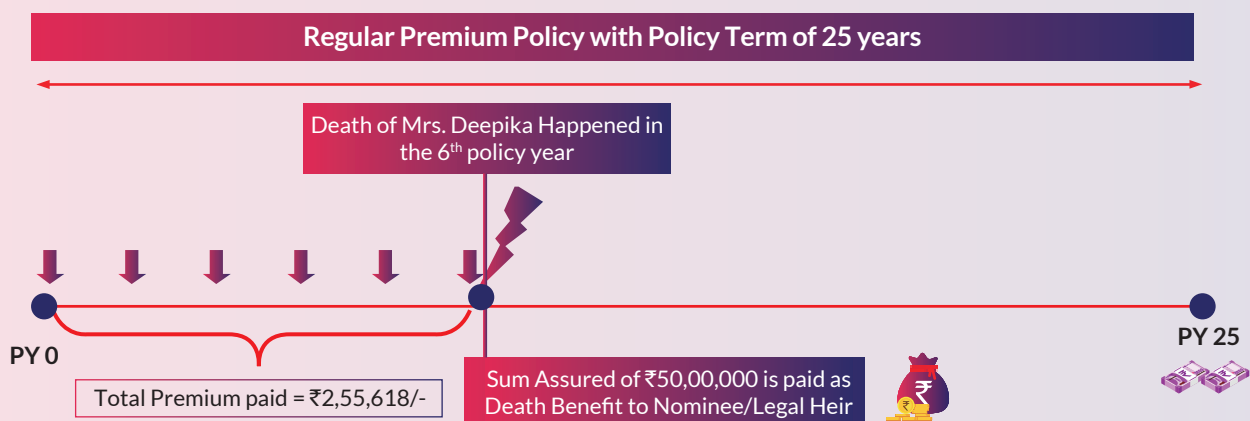 Regular Premium Policy with Policy Term of 25 years
Death of Mrs. Deepika Happened in
the 6th policy year
PY 0
PY 25
Total Premium paid = ₹2,55,618/-
Sum Assured of ₹50,00,000 is paid as
Death Benefit to Nominee/Legal Heir
₹
₹